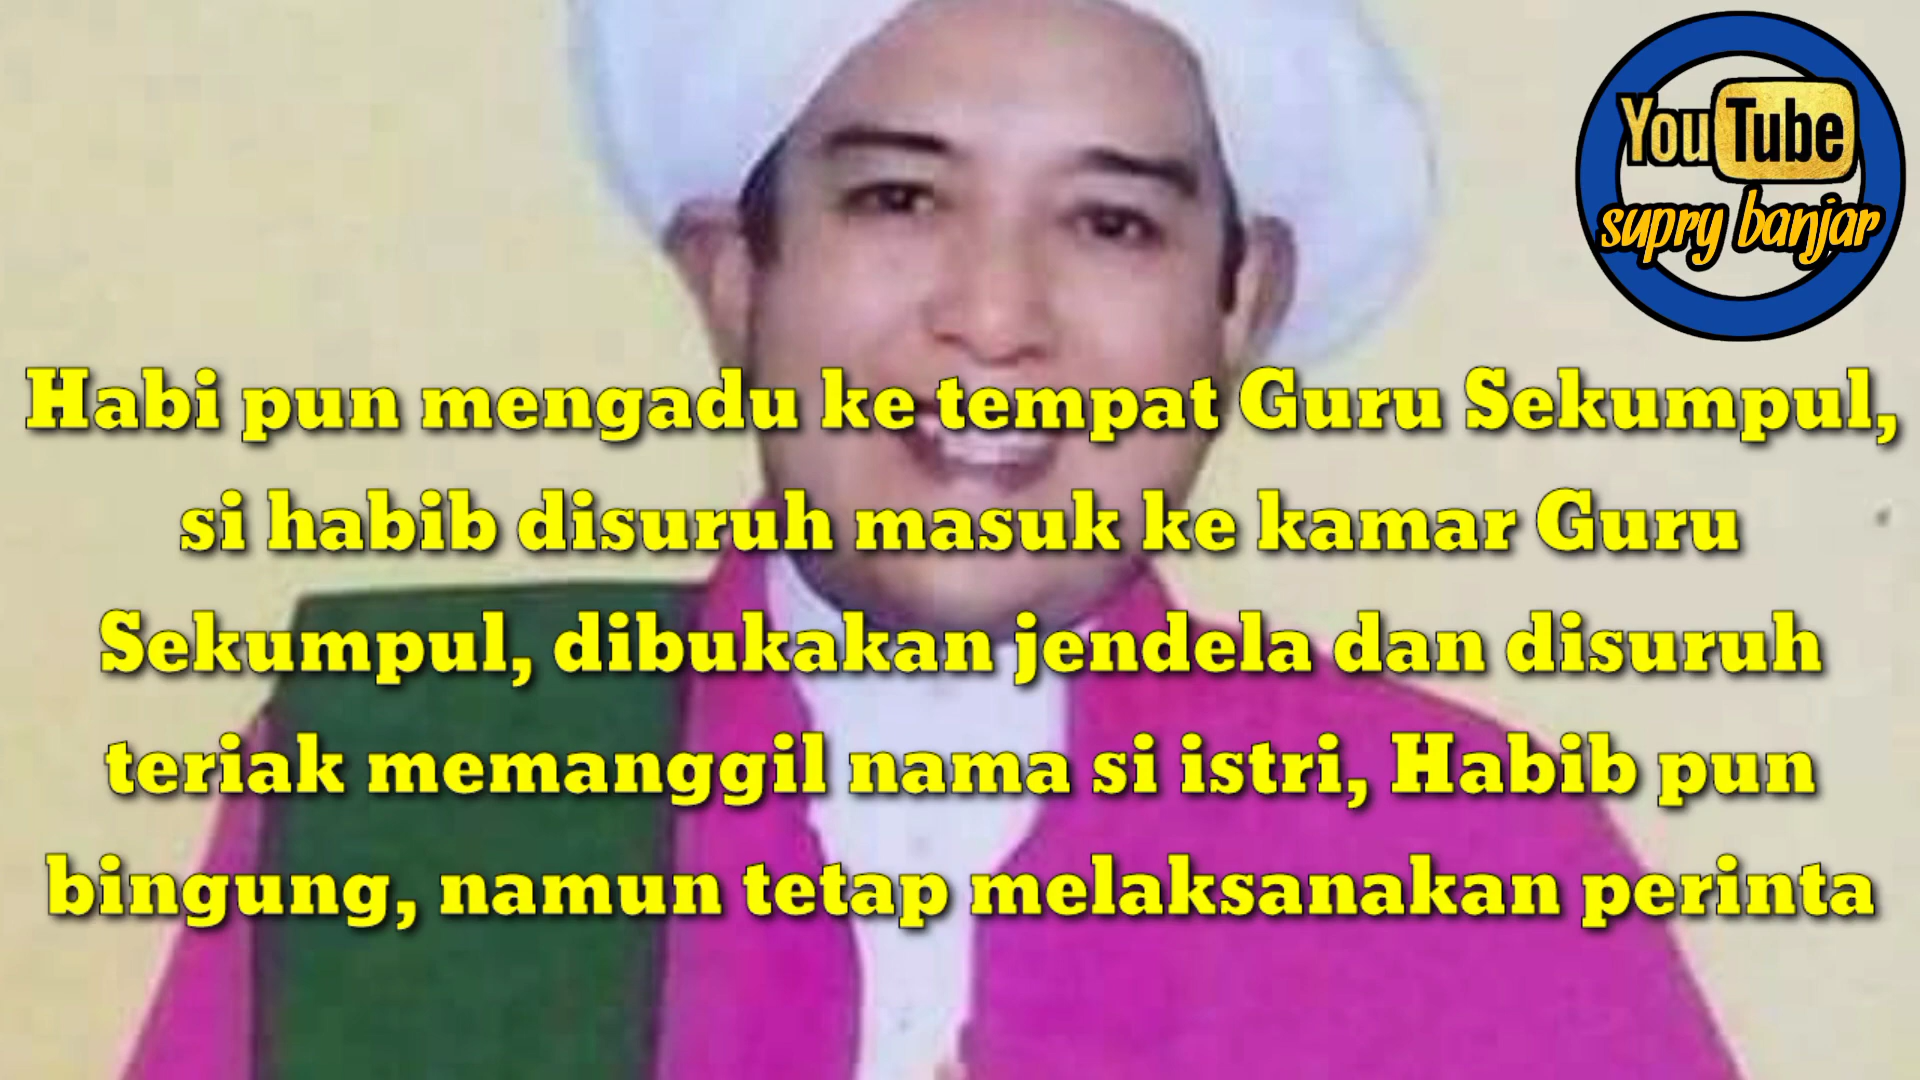 YouTube
supry banjar
Habi pun mengadu ke tempat Guru Sekumpul,
si habib disuruh masuk ke kamar Guru
Sekumpul, dibukakan jendela dan disuruh
teriak memanggil nama si istri, Habib pun
bingung, namun tetap melaksanakan perinta